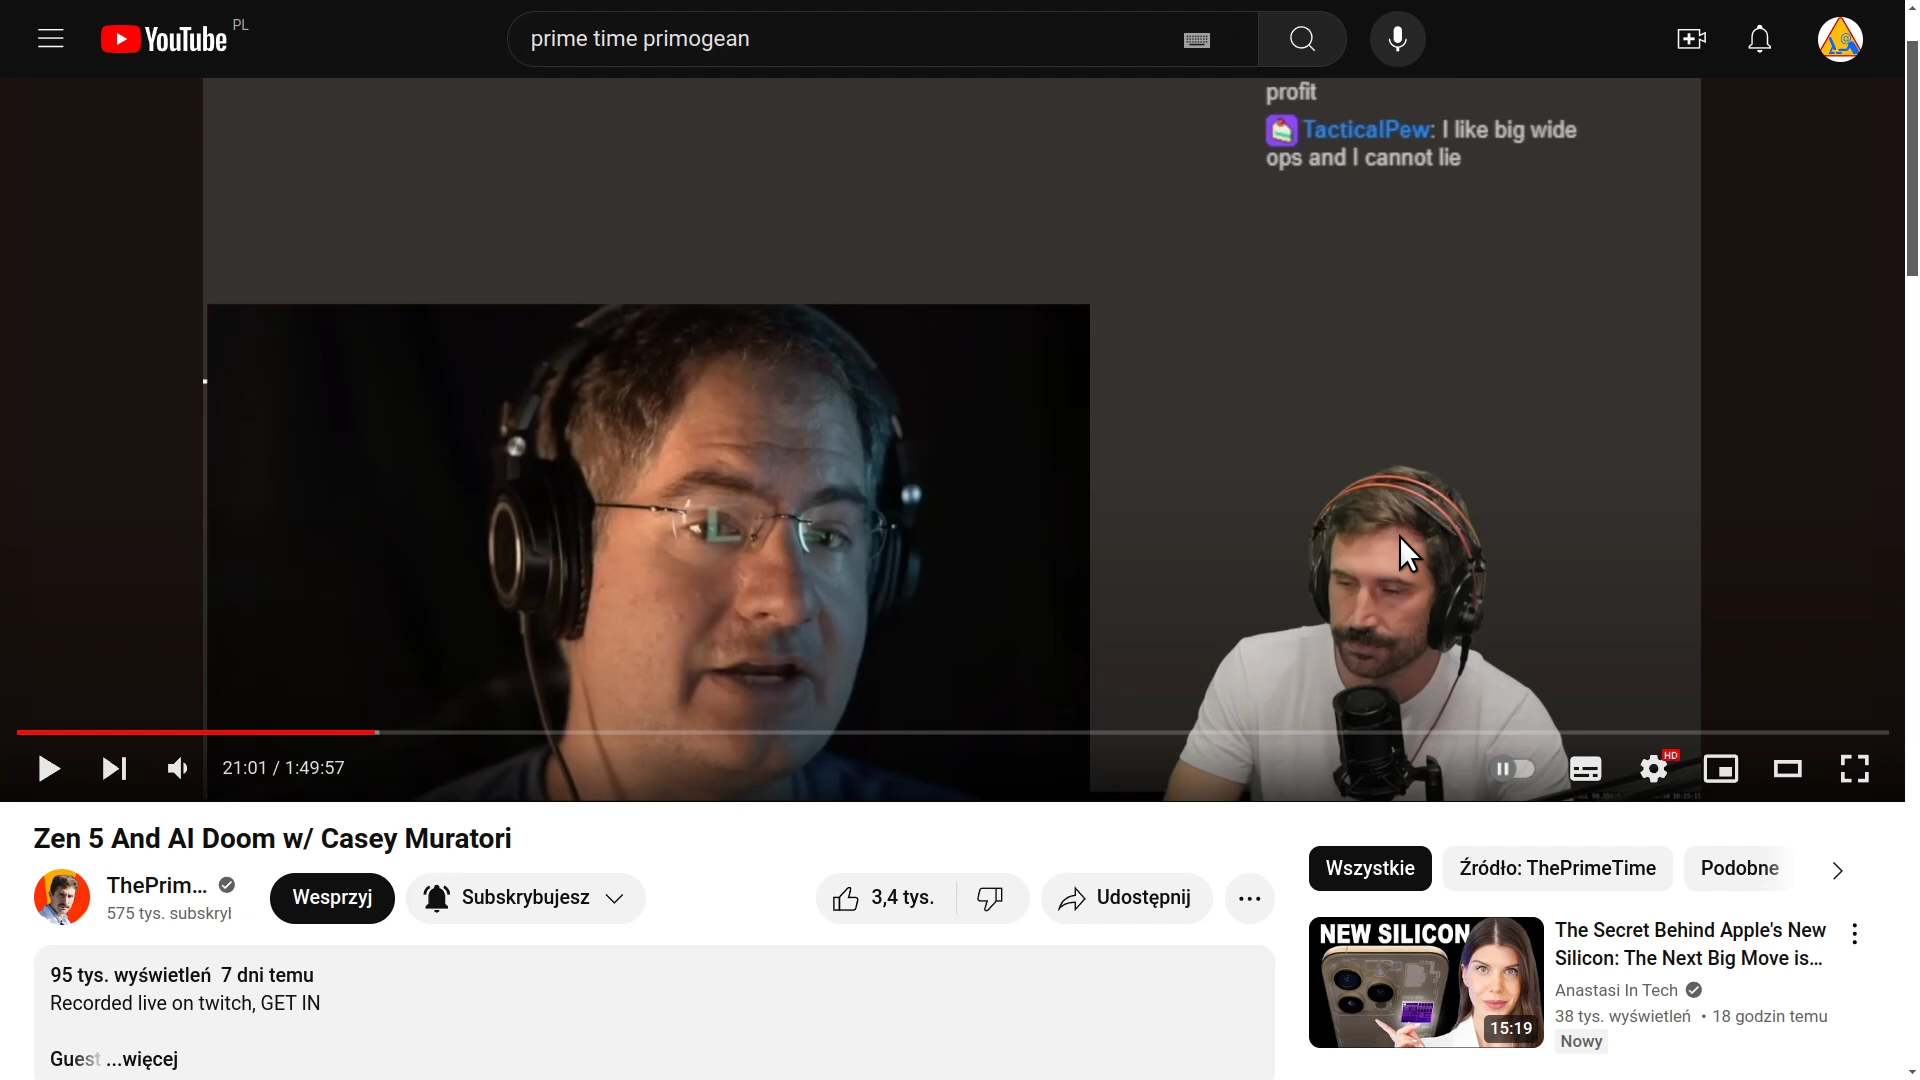 YouTube PL
prime time primogean
profit
TacticalPew: I like big wide
ops and I cannot lie
21:01 / 1:49:57
HD
Zen 5 And AI Doom w/ Casey Muratori
ThePrim...
575 tys. subskryl
Wesprzyj
Subskrybujesz
3,4 tys.
Udostępnij
95 tys. wyświetleń 7 dni temu
Recorded live on twitch, GET IN
Guest ...więcej
Wszystkie
Źródło: ThePrimeTime
Podobne
NEW SILICON
15:19
The Secret Behind Apple's New
Silicon: The Next Big Move is...
Anastasi In Tech
38 tys. wyświetleń • 18 godzin temu
Nowy